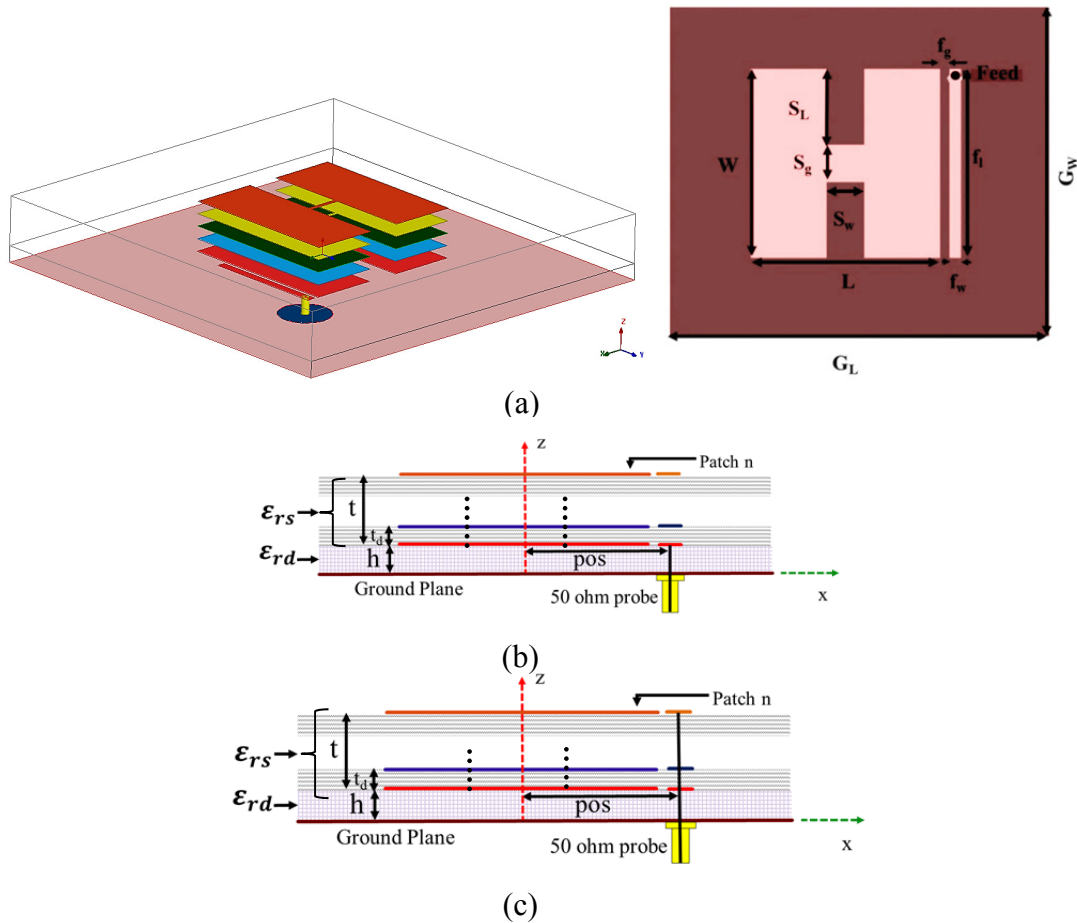 Z
X
Y
f_g
Feed
S_L
S_g
W
f_l
G_W
S_w
L
f_w
G_L
(a)
z
Patch n
ε_rs
t
t_d
ε_rd
h
pos
Ground Plane
50 ohm probe
x
(b)
z
Patch n
ε_rs
t
t_d
ε_rd
h
pos
Ground Plane
50 ohm probe
x
(c)